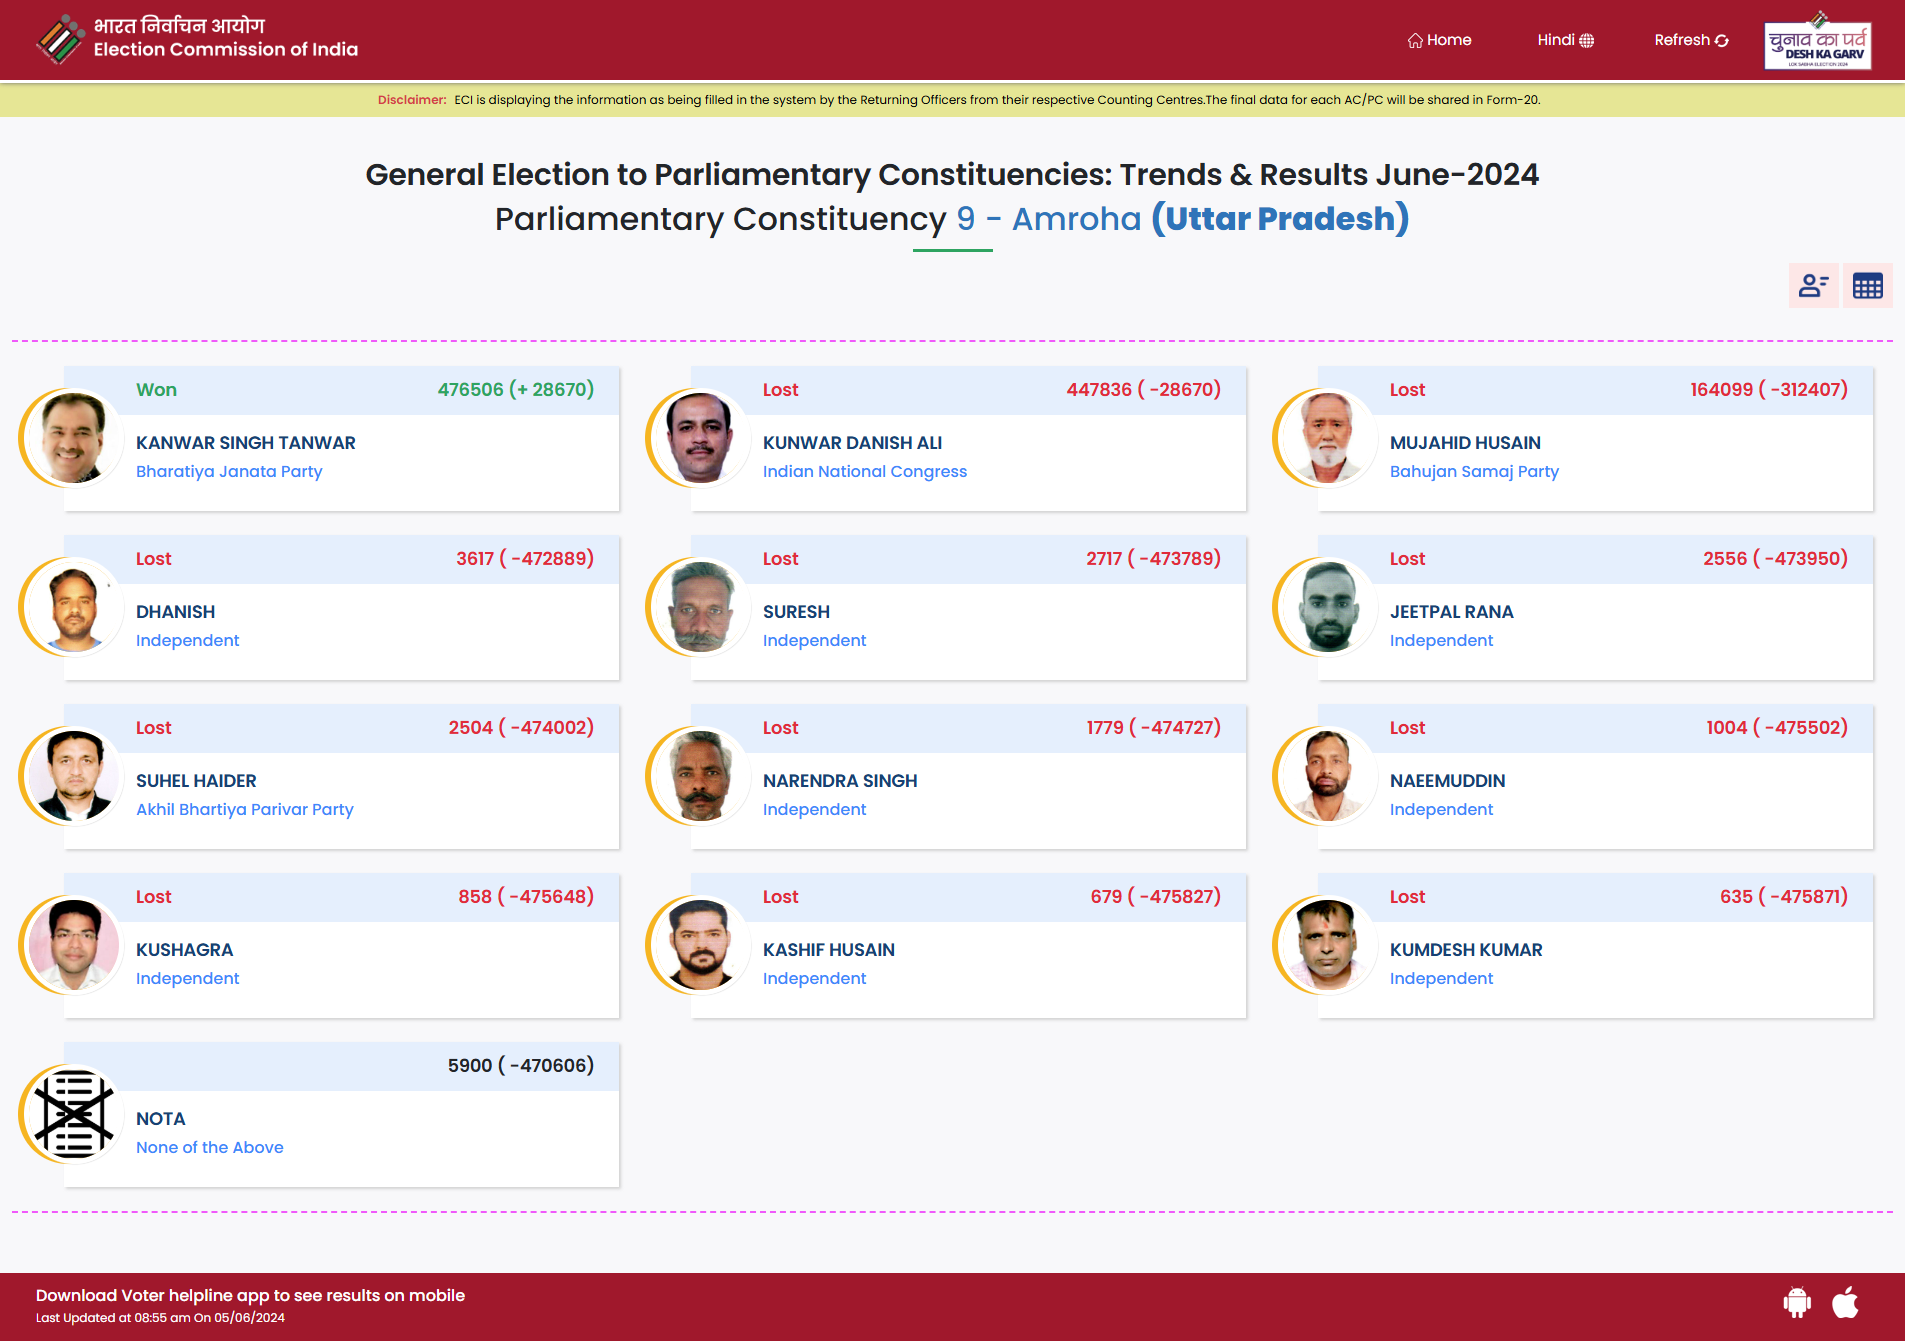 भारत निर्वाचन आयोग
Election Commission of India
Home
Hindi
Refresh
चुनाव का पर्व
DESH KA GARV
LOK SABHA ELECTION 2024
Disclaimer: ECI is displaying the information as being filled in the system by the Returning Officers from their respective Counting Centres.The final data for each AC/PC will be shared in Form-20.
General Election to Parliamentary Constituencies: Trends & Results June-2024
Parliamentary Constituency 9 - Amroha (Uttar Pradesh)
Won 476506 (+ 28670)
KANWAR SINGH TANWAR
Bharatiya Janata Party
Lost 447836 ( -28670)
KUNWAR DANISH ALI
Indian National Congress
Lost 164099 ( -312407)
MUJAHID HUSAIN
Bahujan Samaj Party
Lost 3617 ( -472889)
DHANISH
Independent
Lost 2717 ( -473789)
SURESH
Independent
Lost 2556 ( -473950)
JEETPAL RANA
Independent
Lost 2504 ( -474002)
SUHEL HAIDER
Akhil Bhartiya Parivar Party
Lost 1779 ( -474727)
NARENDRA SINGH
Independent
Lost 1004 ( -475502)
NAEEMUDDIN
Independent
Lost 858 ( -475648)
KUSHAGRA
Independent
Lost 679 ( -475827)
KASHIF HUSAIN
Independent
Lost 635 ( -475871)
KUMDESH KUMAR
Independent
5900 ( -470606)
NOTA
None of the Above
Download Voter helpline app to see results on mobile
Last Updated at 08:55 am On 05/06/2024